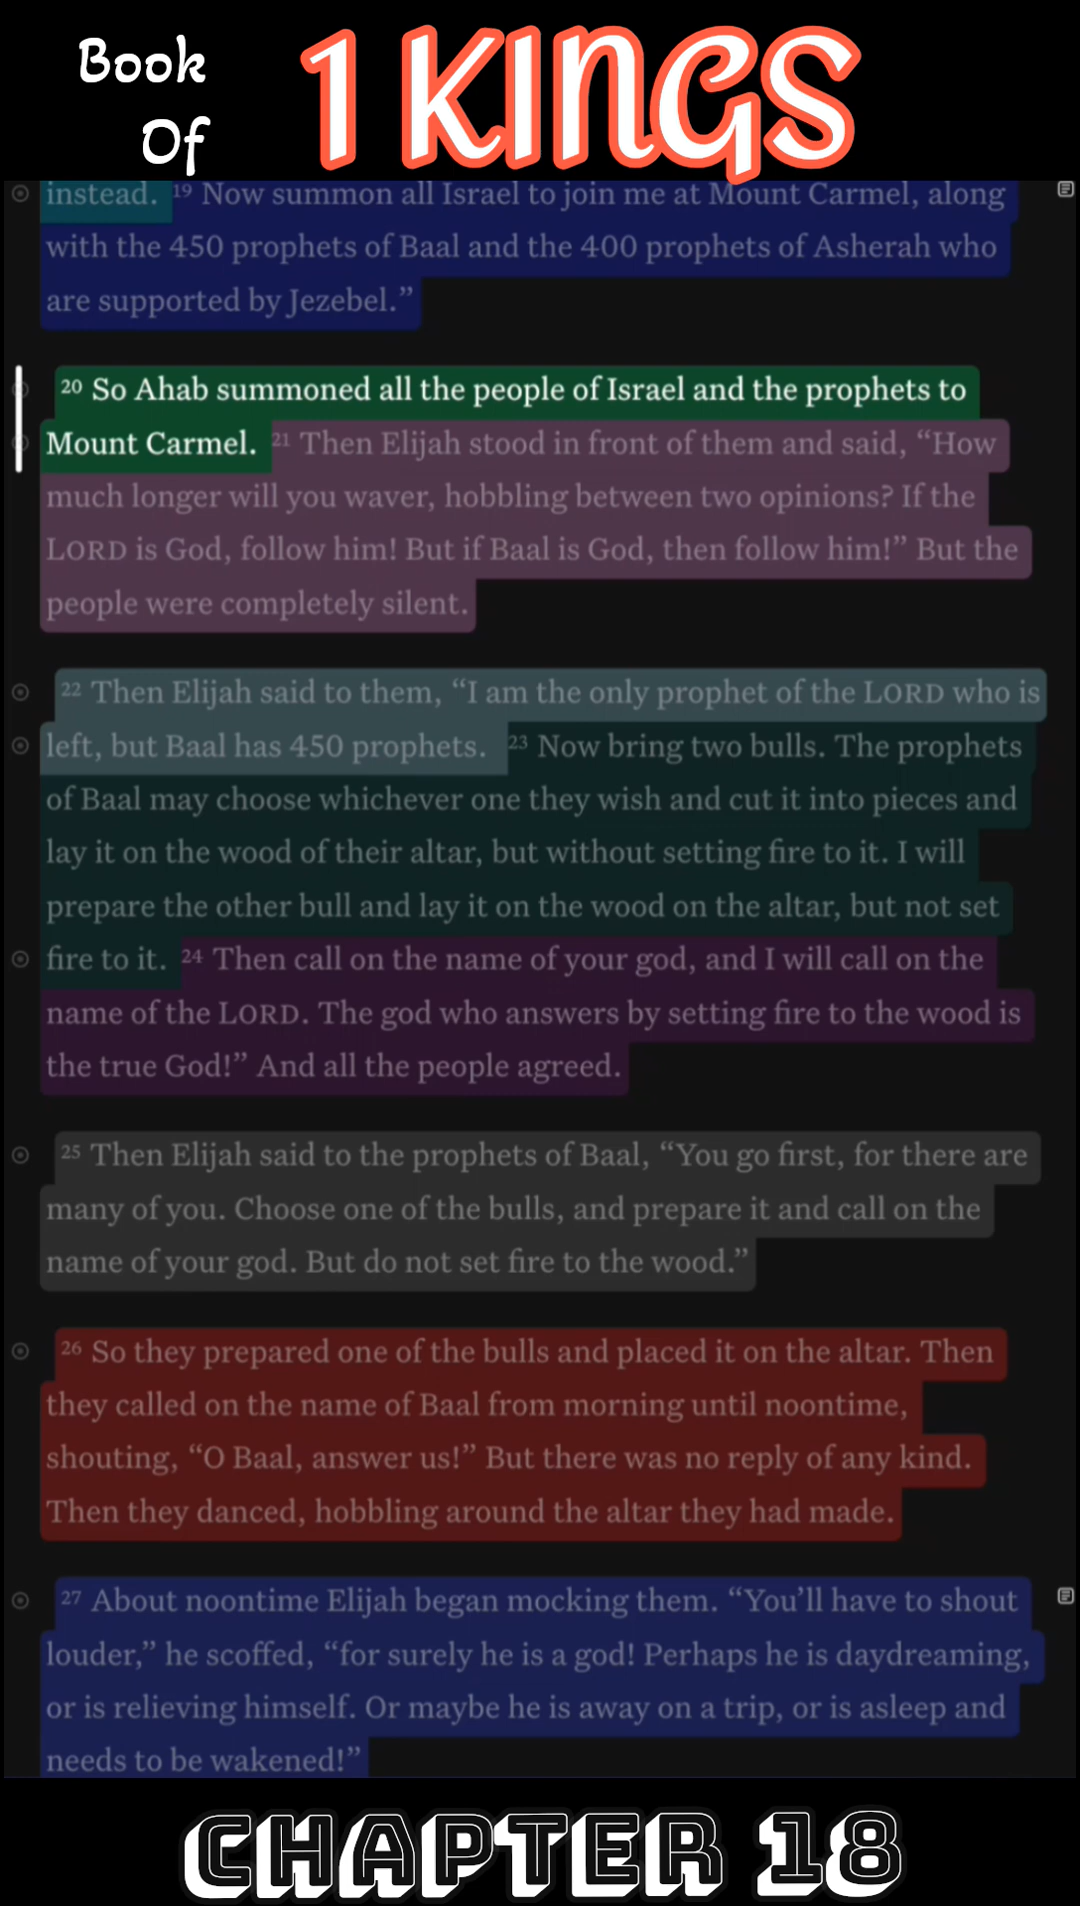 Book
Of
1 KINGS
instead. 19 Now summon all Israel to join me at Mount Carmel, along
with the 450 prophets of Baal and the 400 prophets of Asherah who
are supported by Jezebel.”
20 So Ahab summoned all the people of Israel and the prophets to
Mount Carmel. 21 Then Elijah stood in front of them and said, “How
much longer will you waver, hobbling between two opinions? If the
LORD is God, follow him! But if Baal is God, then follow him!” But the
people were completely silent.
22 Then Elijah said to them, “I am the only prophet of the LORD who is
left, but Baal has 450 prophets. 23 Now bring two bulls. The prophets
of Baal may choose whichever one they wish and cut it into pieces and
lay it on the wood of their altar, but without setting fire to it. I will
prepare the other bull and lay it on the wood on the altar, but not set
fire to it. 24 Then call on the name of your god, and I will call on the
name of the LORD. The god who answers by setting fire to the wood is
the true God!” And all the people agreed.
25 Then Elijah said to the prophets of Baal, “You go first, for there are
many of you. Choose one of the bulls, and prepare it and call on the
name of your god. But do not set fire to the wood.”
26 So they prepared one of the bulls and placed it on the altar. Then
they called on the name of Baal from morning until noontime,
shouting, “O Baal, answer us!” But there was no reply of any kind.
Then they danced, hobbling around the altar they had made.
27 About noontime Elijah began mocking them. “You’ll have to shout
louder,” he scoffed, “for surely he is a god! Perhaps he is daydreaming,
or is relieving himself. Or maybe he is away on a trip, or is asleep and
needs to be wakened!”
CHAPTER 18